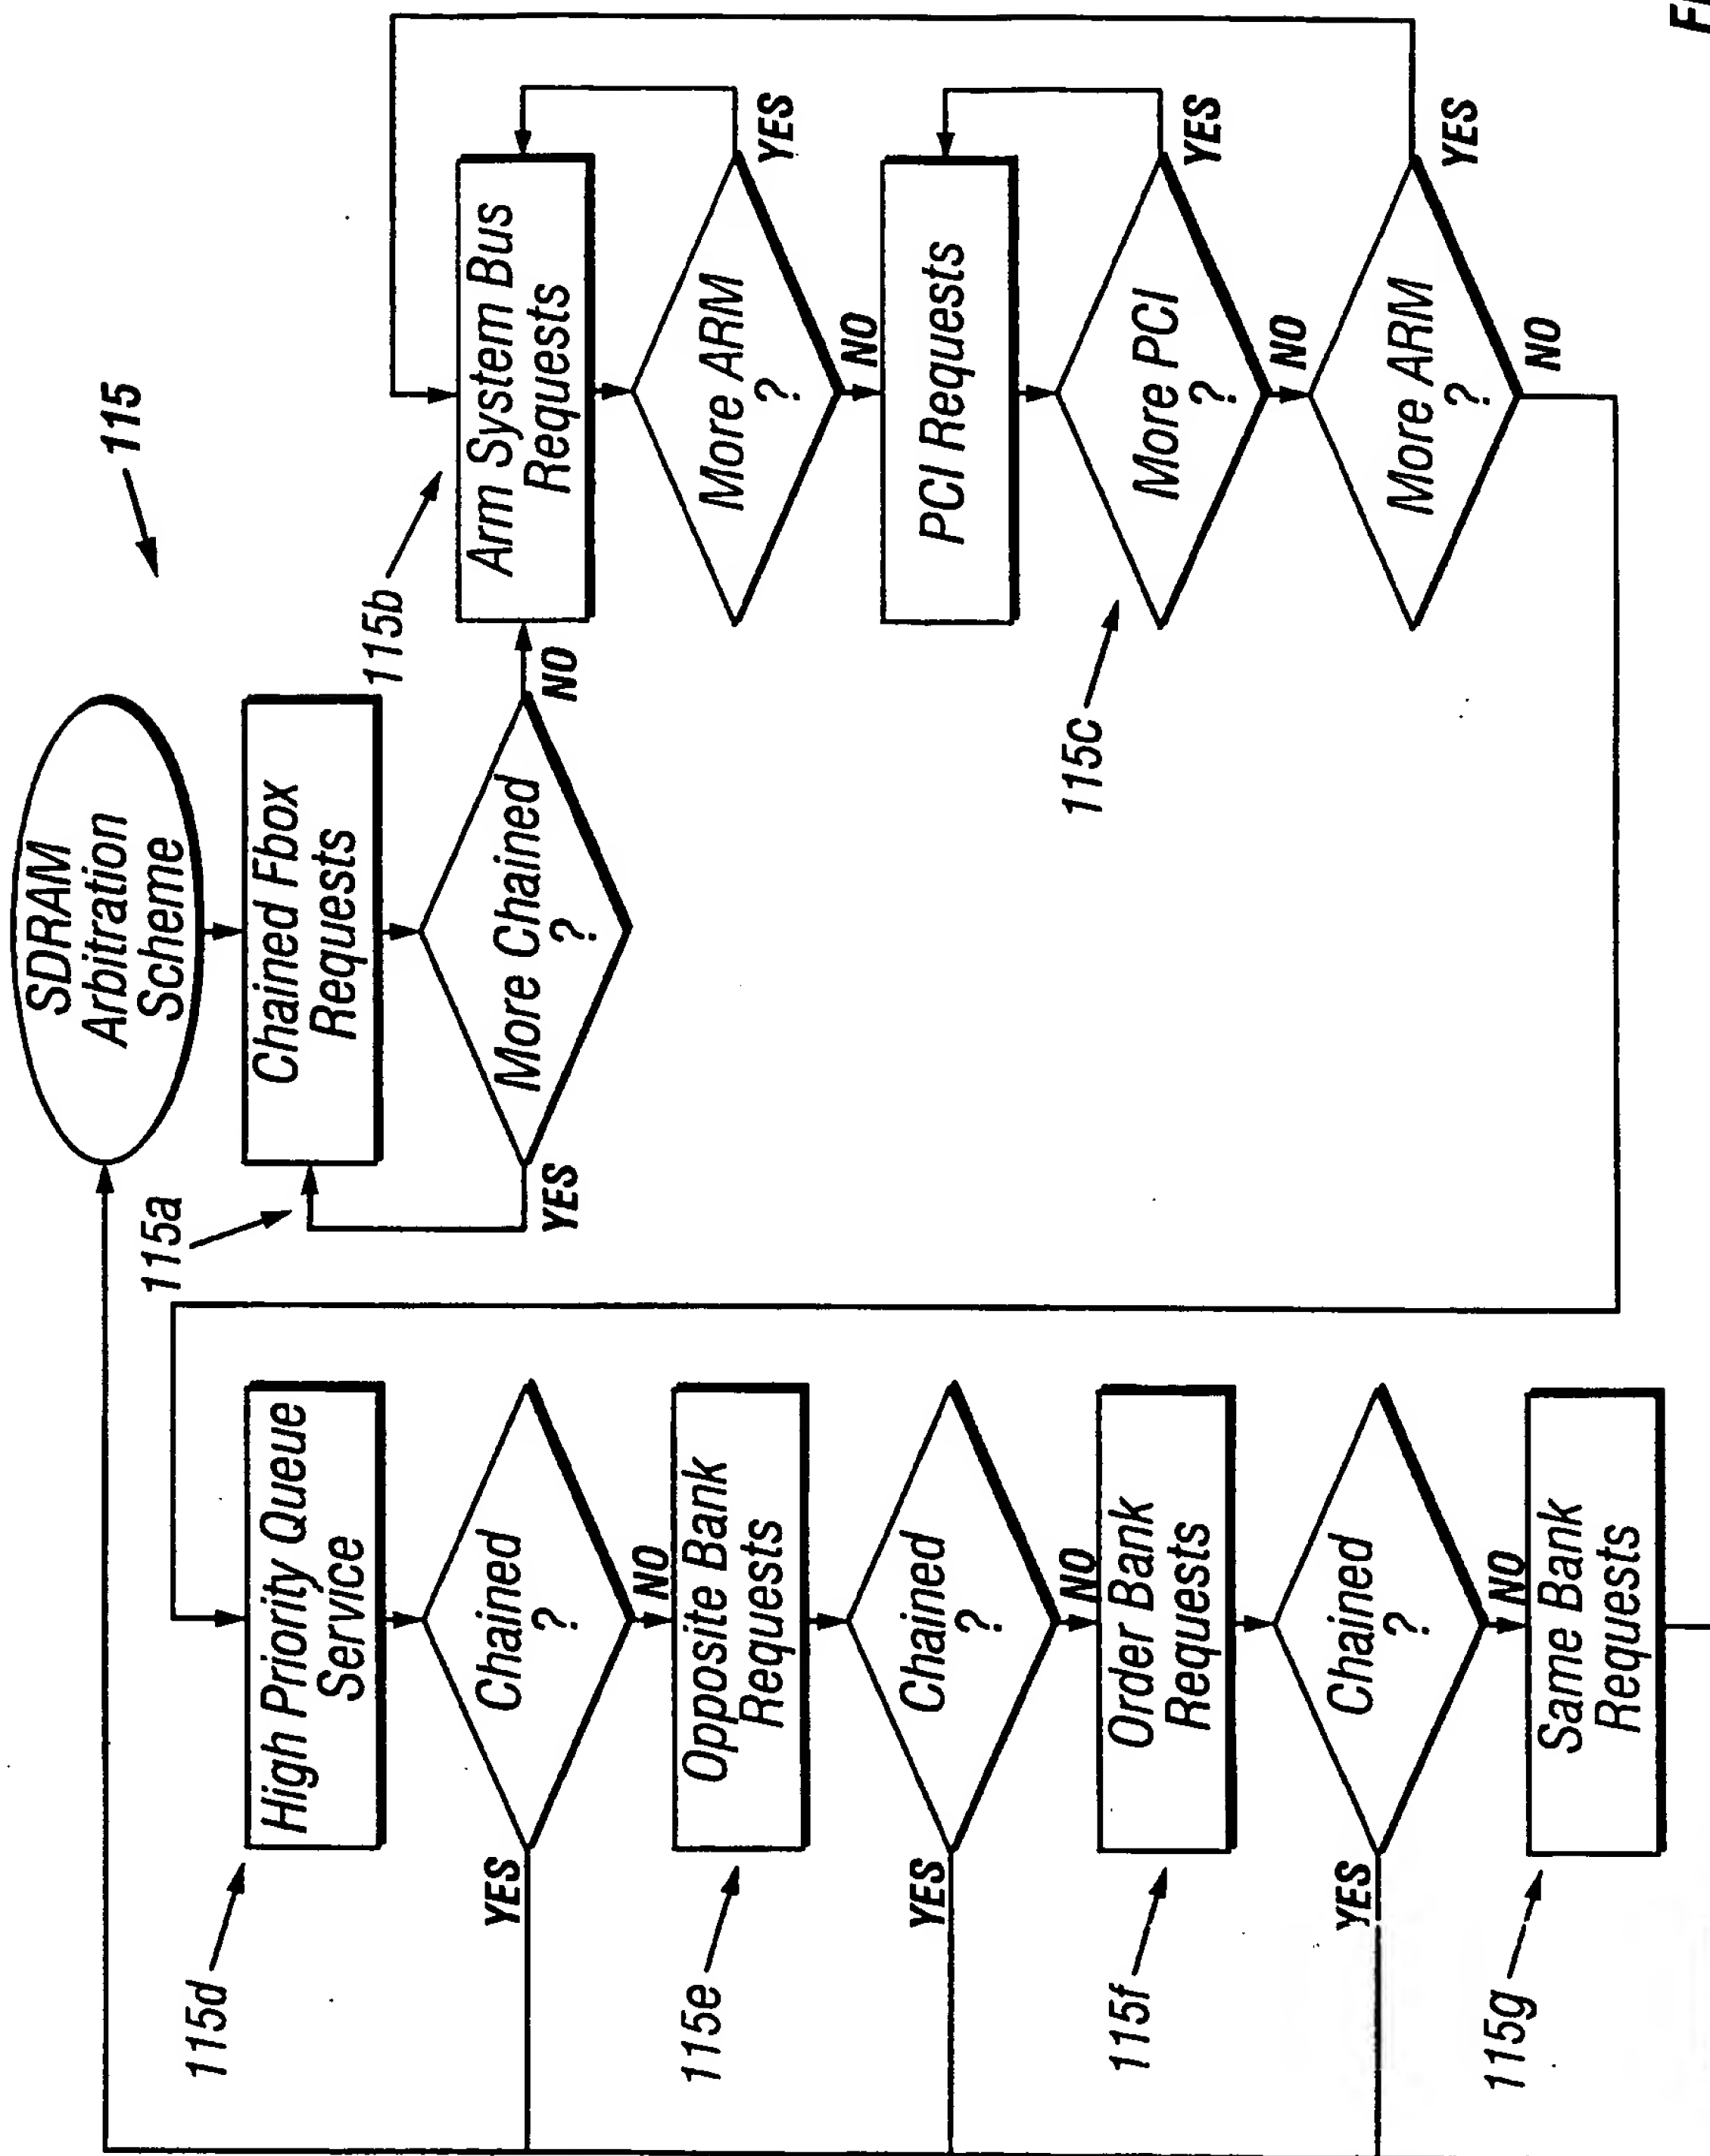 SDRAM
Arbitration
Scheme
115
115a
Chained Fbox
Requests
More Chained
?
YES
NO
115b
Arm System Bus
Requests
More ARM
?
YES
NO
PCI Requests
115c
More PCI
?
YES
NO
More ARM
?
YES
NO
115d
High Priority Queue
Service
Chained
?
YES
NO
115e
Opposite Bank
Requests
Chained
?
YES
NO
115f
Order Bank
Requests
Chained
?
YES
NO
115g
Same Bank
Requests